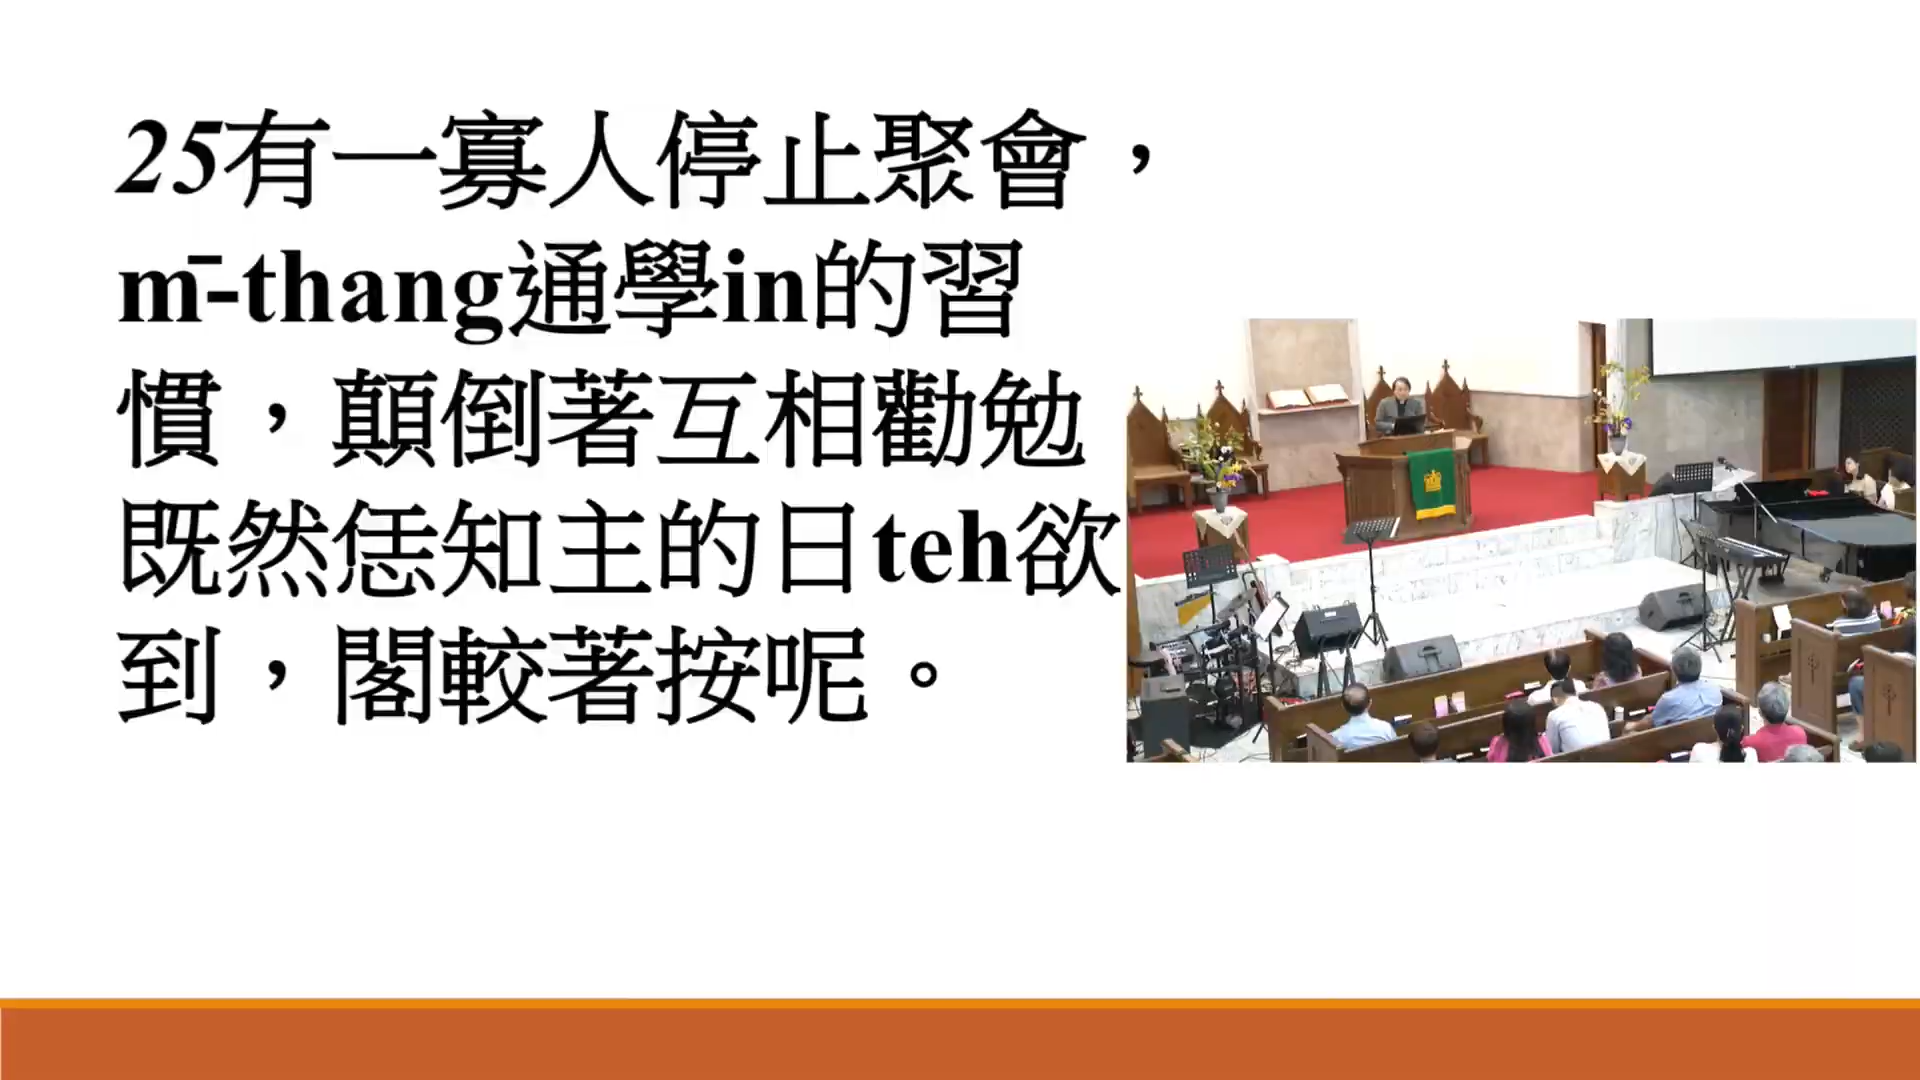 25有一寡人停止聚會，
m̄-thang通學in的習
慣，顛倒著互相勸勉
既然恁知主的日teh欲
到，閣較著按呢。